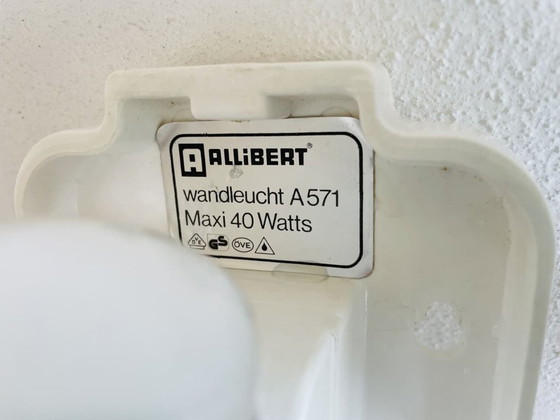 A ALLiBERT®
wandleucht A 571
Maxi 40 Watts
GS ÖVE